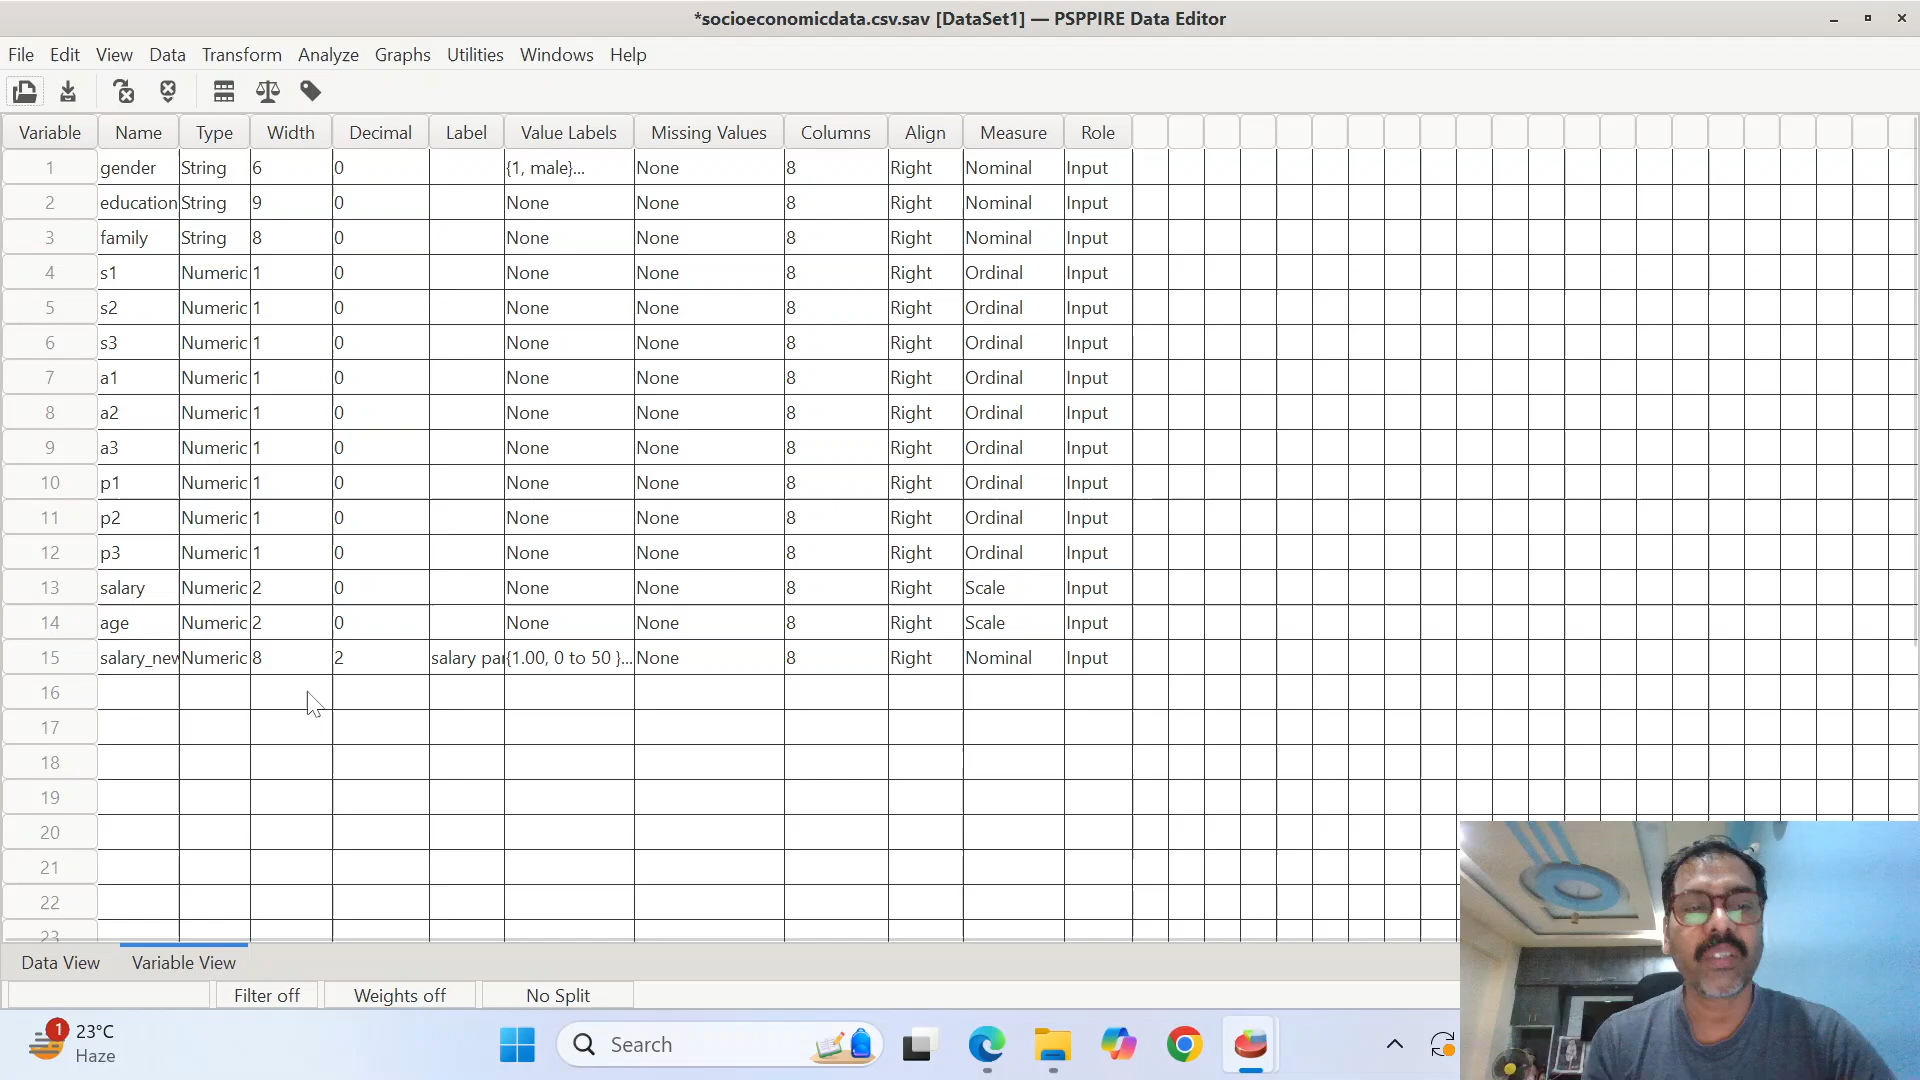 *socioeconomicdata.csv.sav [DataSet1] — PSPPIRE Data Editor
File Edit View Data Transform Analyze Graphs Utilities Windows Help
Variable Name Type Width Decimal Label Value Labels Missing Values Columns Align Measure Role
1 gender String 6 0 {1, male}... None 8 Right Nominal Input
2 education String 9 0 None None 8 Right Nominal Input
3 family String 8 0 None None 8 Right Nominal Input
4 s1 Numeric 1 0 None None 8 Right Ordinal Input
5 s2 Numeric 1 0 None None 8 Right Ordinal Input
6 s3 Numeric 1 0 None None 8 Right Ordinal Input
7 a1 Numeric 1 0 None None 8 Right Ordinal Input
8 a2 Numeric 1 0 None None 8 Right Ordinal Input
9 a3 Numeric 1 0 None None 8 Right Ordinal Input
10 p1 Numeric 1 0 None None 8 Right Ordinal Input
11 p2 Numeric 1 0 None None 8 Right Ordinal Input
12 p3 Numeric 1 0 None None 8 Right Ordinal Input
13 salary Numeric 2 0 None None 8 Right Scale Input
14 age Numeric 2 0 None None 8 Right Scale Input
15 salary_new Numeric 8 2 salary par {1.00, 0 to 50 }... None 8 Right Nominal Input
16
17
18
19
20
21
22
23
Data View Variable View
Filter off Weights off No Split
1 23°C
Haze
Search